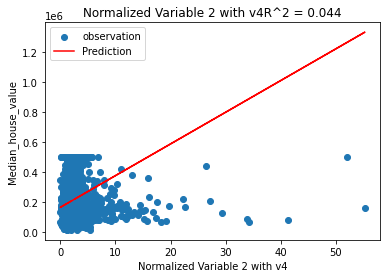 Normalized Variable 2 with v4R^2 = 0.044
1e6
observation
Prediction
1.2
1.0
0.8
0.6
0.4
0.2
0.0
Median_house_value
0 10 20 30 40 50
Normalized Variable 2 with v4